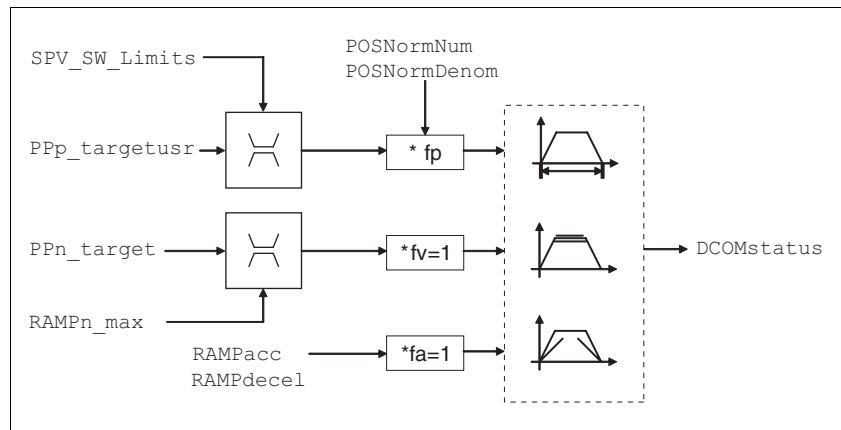 SPV_SW_Limits
POSNormNum
POSNormDenom
PPp_targetusr
* fp
PPn_target
*fv=1
DCOMstatus
RAMPn_max
RAMPacc
RAMPdecel
*fa=1